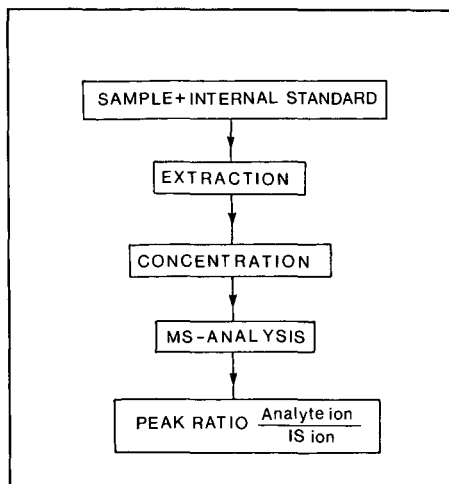 SAMPLE+INTERNAL STANDARD
EXTRACTION
CONCENTRATION
MS-ANALYSIS
PEAK RATIO Analyte ion
IS ion